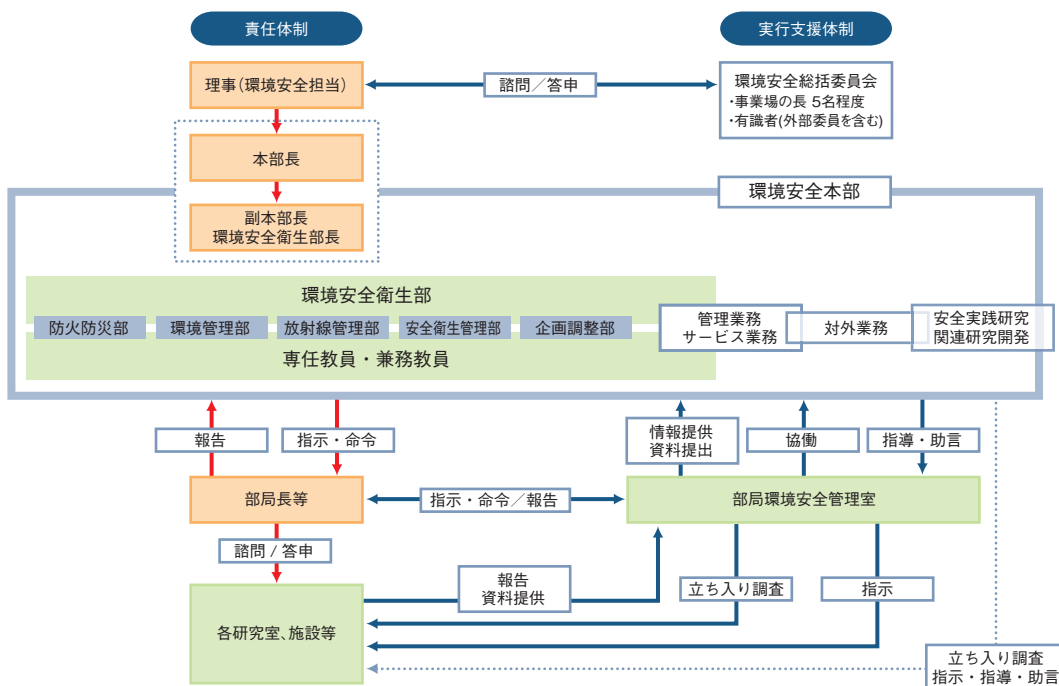 責任体制
実行支援体制
理事(環境安全担当)
諮問／答申
環境安全総括委員会
・事業場の長 5名程度
・有識者(外部委員を含む)
本部長
環境安全本部
副本部長
環境安全衛生部長
環境安全衛生部
防火防災部
環境管理部
放射線管理部
安全衛生管理部
企画調整部
専任教員・兼務教員
管理業務
サービス業務
対外業務
安全実践研究
関連研究開発
報告
指示・命令
情報提供
資料提出
協働
指導・助言
部局長等
指示・命令／報告
部局環境安全管理室
諮問 / 答申
報告
資料提供
立ち入り調査
指示
各研究室、施設等
立ち入り調査
指示・指導・助言